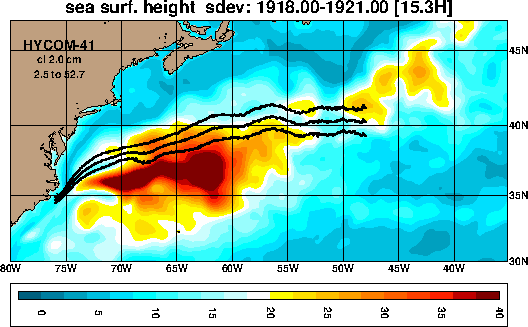 sea surf. height sdev: 1918.00-1921.00 [15.3H]
HYCOM-41
ci 2.0 cm
2.5 to 52.7
45N
40N
35N
30N
80W 75W 70W 65W 60W 55W 50W 45W 40W
0 5 10 15 20 25 30 35 40